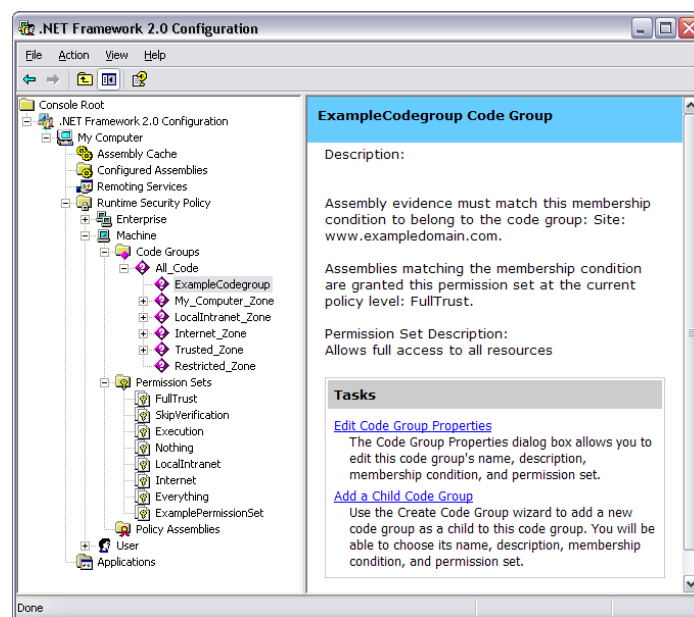 .NET Framework 2.0 Configuration
File Action View Help
Console Root
.NET Framework 2.0 Configuration
My Computer
Assembly Cache
Configured Assemblies
Remoting Services
Runtime Security Policy
Enterprise
Machine
Code Groups
All_Code
ExampleCodegroup
My_Computer_Zone
LocalIntranet_Zone
Internet_Zone
Trusted_Zone
Restricted_Zone
Permission Sets
FullTrust
SkipVerification
Execution
Nothing
LocalIntranet
Internet
Everything
ExamplePermissionSet
Policy Assemblies
User
Applications
ExampleCodegroup Code Group
Description:
Assembly evidence must match this membership
condition to belong to the code group: Site:
www.exampledomain.com.
Assemblies matching the membership condition
are granted this permission set at the current
policy level: FullTrust.
Permission Set Description:
Allows full access to all resources
Tasks
Edit Code Group Properties
The Code Group Properties dialog box allows you to
edit this code group's name, description,
membership condition, and permission set.
Add a Child Code Group
Use the Create Code Group wizard to add a new
code group as a child to this code group. You will be
able to choose its name, description, membership
condition, and permission set.
Done